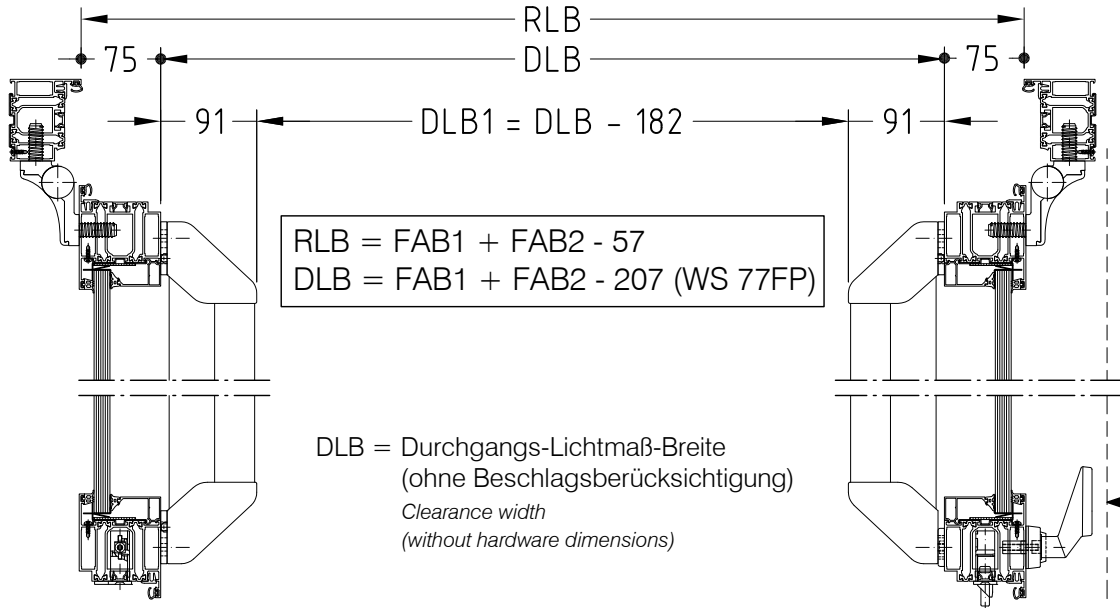 RLB
75
DLB
75
91
DLB1 = DLB - 182
91
RLB = FAB1 + FAB2 - 57
DLB = FAB1 + FAB2 - 207 (WS 77FP)
DLB = Durchgangs-Lichtmaß-Breite
(ohne Beschlagsberücksichtigung)
Clearance width
(without hardware dimensions)